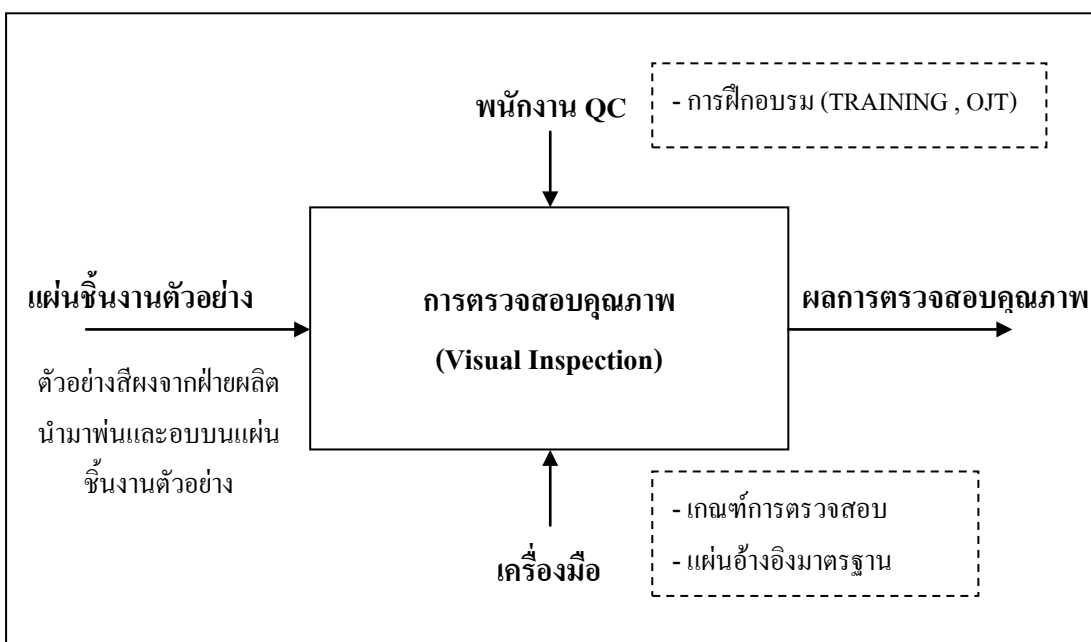 พนักงาน QC
- การฝึกอบรม (TRAINING , OJT)
แผ่นชิ้นงานตัวอย่าง
ตัวอย่างสีผงจากฝ่ายผลิต
นำมาพ่นและอบบนแผ่น
ชิ้นงานตัวอย่าง
การตรวจสอบคุณภาพ
(Visual Inspection)
ผลการตรวจสอบคุณภาพ
เครื่องมือ
- เกณฑ์การตรวจสอบ
- แผ่นอ้างอิงมาตรฐาน